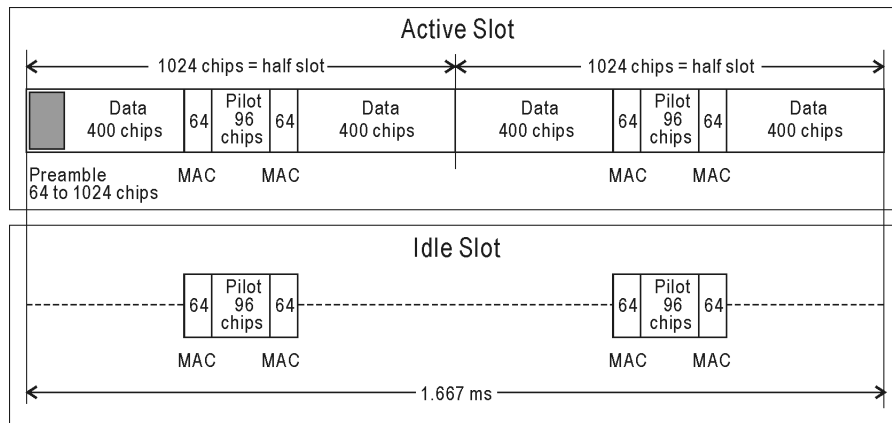 Active Slot
1024 chips = half slot
1024 chips = half slot
Data
400 chips
64
Pilot
96
chips
64
Data
400 chips
Data
400 chips
64
Pilot
96
chips
64
Data
400 chips
Preamble
64 to 1024 chips
MAC
MAC
MAC
MAC
Idle Slot
64
Pilot
96
chips
64
64
Pilot
96
chips
64
MAC
MAC
MAC
MAC
1.667 ms